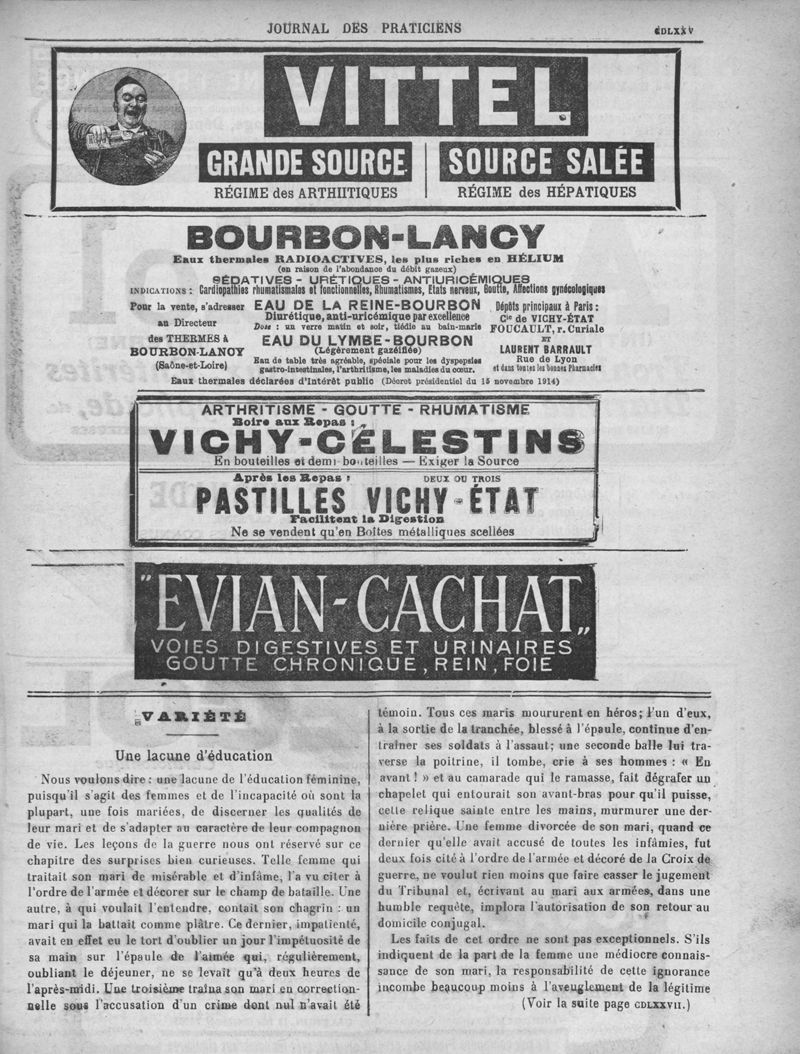 JOURNAL DES PRATICIENS
CDLXXV
VITTEL
GRANDE SOURCE
RÉGIME des ARTHIITIQUES
SOURCE SALÉE
RÉGIME des HÉPATIQUES
BOURBON-LANCY
Eaux thermales RADIOACTIVES, les plus riches en HÉLIUM
(en raison de l'abondance du débit gazeux)
SÉDATIVES - URÉTIQUES - ANTIURICÉMIQUES
INDICATIONS : Cardiopathies rhumatismales et fonctionnelles, Rhumatismes, Etats nerveux, Goutte, Affections gynécologiques
Pour la vente, s'adresser
au Directeur
des THERMES à
BOURBON-LANCY
(Saône-et-Loire)
EAU DE LA REINE-BOURBON
Diurétique, anti-uricémique par excellence
Dose : un verre matin et soir, tiédie au bain-marie
EAU DU LYMBE-BOURBON
(Légèrement gazéifiée)
Eau de table très agréable, spéciale pour les dyspepsies
gastro-intestinales, l'arthritisme, les maladies du cœur.
Dépôts principaux à Paris :
Cie de VICHY-ÉTAT
FOUCAULT, r. Curiale
ET
LAURENT BARRAULT
Rue de Lyon
et dans toutes les bonnes Pharmacies
Eaux thermales déclarées d'Intérêt public (Décret présidentiel du 15 novembre 1914)
ARTHRITISME - GOUTTE - RHUMATISME
Boire aux Repas :
VICHY-CÉLESTINS
En bouteilles et demi bouteilles — Exiger la Source
Après les Repas :
DEUX OU TROIS
PASTILLES VICHY-ÉTAT
Facilitent la Digestion
Ne se vendent qu'en Boîtes métalliques scellées
"EVIAN-CACHAT"
VOIES DIGESTIVES ET URINAIRES
GOUTTE CHRONIQUE, REIN, FOIE
VARIÉTÉ
Une lacune d'éducation
Nous voulons dire : une lacune de l'éducation féminine,
puisqu'il s'agit des femmes et de l'incapacité où sont la
plupart, une fois mariées, de discerner les qualités de
leur mari et de s'adapter au caractère de leur compagnon
de vie. Les leçons de la guerre nous ont réservé sur ce
chapitre des surprises bien curieuses. Telle femme qui
traitait son mari de misérable et d'infâme, l'a vu citer à
l'ordre de l'armée et décorer sur le champ de bataille. Une
autre, à qui voulait l'entendre, contait son chagrin : un
mari qui la battait comme plâtre. Ce dernier, impatienté,
avait en effet eu le tort d'oublier un jour l'impétuosité de
sa main sur l'épaule de l'aimée qui, régulièrement,
oubliant le déjeuner, ne se levait qu'à deux heures de
l'après-midi. Une troisième traîna son mari en correction-
nelle sous l'accusation d'un crime dont nul n'avait été
témoin. Tous ces maris moururent en héros; l'un d'eux,
à la sortie de la tranchée, blessé à l'épaule, continue d'en-
traîner ses soldats à l'assaut; une seconde balle lui tra-
verse la poitrine, il tombe, crie à ses hommes : « En
avant ! » et au camarade qui le ramasse, fait dégrafer un
chapelet qui entourait son avant-bras pour qu'il puisse,
cette relique sainte entre les mains, murmurer une der-
nière prière. Une femme divorcée de son mari, quand ce
dernier qu'elle avait accusé de toutes les infâmies, fut
deux fois cité à l'ordre de l'armée et décoré de la Croix de
guerre, ne voulut rien moins que faire casser le jugement
du Tribunal et, écrivant au mari aux armées, dans une
humble requête, implora l'autorisation de son retour au
domicile conjugal.
Les faits de cet ordre ne sont pas exceptionnels. S'ils
indiquent de la part de la femme une médiocre connais-
sance de son mari, la responsabilité de cette ignorance
incombe beaucoup moins à l'aveuglement de la légitime
(Voir la suite page CDLXXVII.)